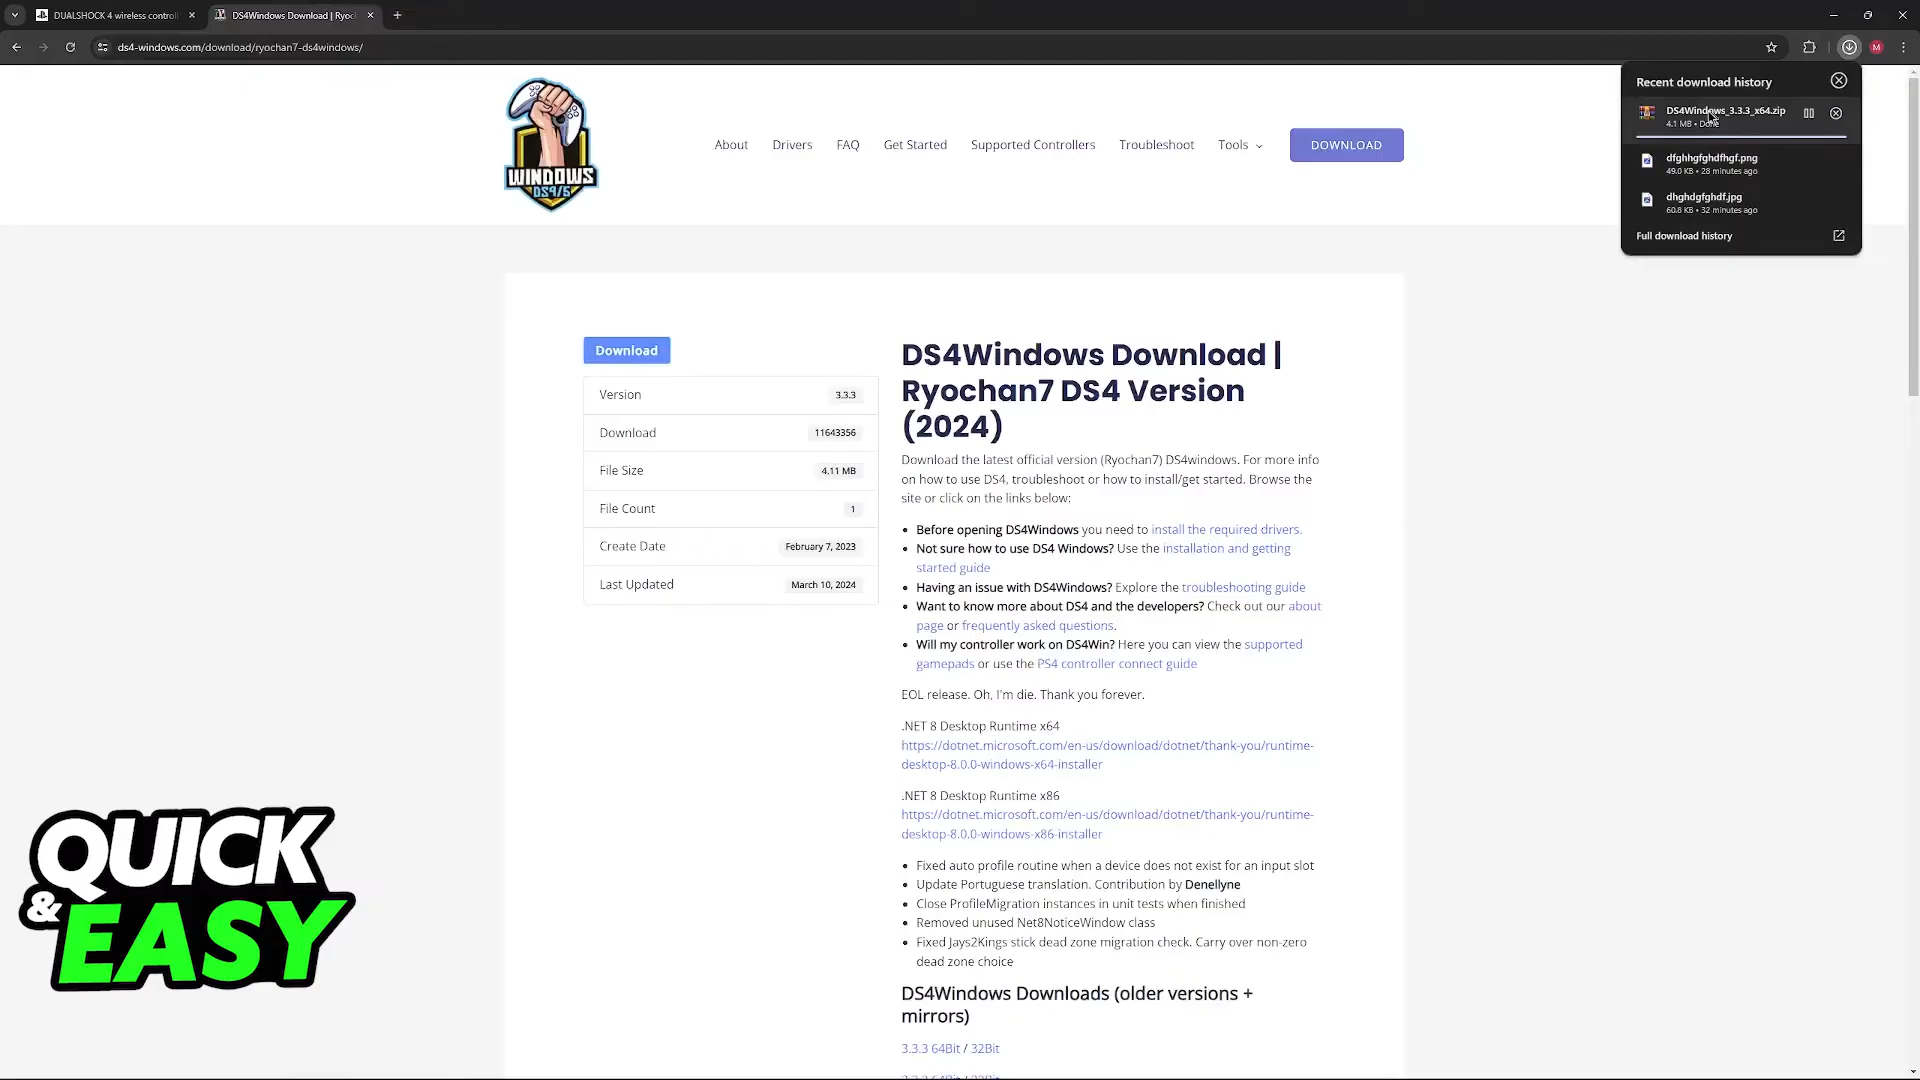 DUALSHOCK 4 wireless controll
DS4Windows Download | Ryoc
ds4-windows.com/download/ryochan7-ds4windows/
M
Recent download history
DS4Windows_3.3.3_x64.zip
4.1 MB • Done
dfghhgfghdfhgf.png
49.0 KB • 28 minutes ago
dhghdgfghdf.jpg
60.8 KB • 32 minutes ago
Full download history
WINDOWS
DS4/5
About Drivers FAQ Get Started Supported Controllers Troubleshoot Tools DOWNLOAD
Download
Version 3.3.3
Download 11643356
File Size 4.11 MB
File Count 1
Create Date February 7, 2023
Last Updated March 10, 2024
DS4Windows Download |
Ryochan7 DS4 Version
(2024)
Download the latest official version (Ryochan7) DS4windows. For more info
on how to use DS4, troubleshoot or how to install/get started. Browse the
site or click on the links below:
• Before opening DS4Windows you need to install the required drivers.
• Not sure how to use DS4 Windows? Use the installation and getting
started guide
• Having an issue with DS4Windows? Explore the troubleshooting guide
• Want to know more about DS4 and the developers? Check out our about
page or frequently asked questions.
• Will my controller work on DS4Win? Here you can view the supported
gamepads or use the PS4 controller connect guide
EOL release. Oh, I'm die. Thank you forever.
.NET 8 Desktop Runtime x64
https://dotnet.microsoft.com/en-us/download/dotnet/thank-you/runtime-
desktop-8.0.0-windows-x64-installer
.NET 8 Desktop Runtime x86
https://dotnet.microsoft.com/en-us/download/dotnet/thank-you/runtime-
desktop-8.0.0-windows-x86-installer
• Fixed auto profile routine when a device does not exist for an input slot
• Update Portuguese translation. Contribution by Denellyne
• Close ProfileMigration instances in unit tests when finished
• Removed unused Net8NoticeWindow class
• Fixed Jays2Kings stick dead zone migration check. Carry over non-zero
dead zone choice
DS4Windows Downloads (older versions +
mirrors)
3.3.3 64Bit / 32Bit
QUICK
& EASY